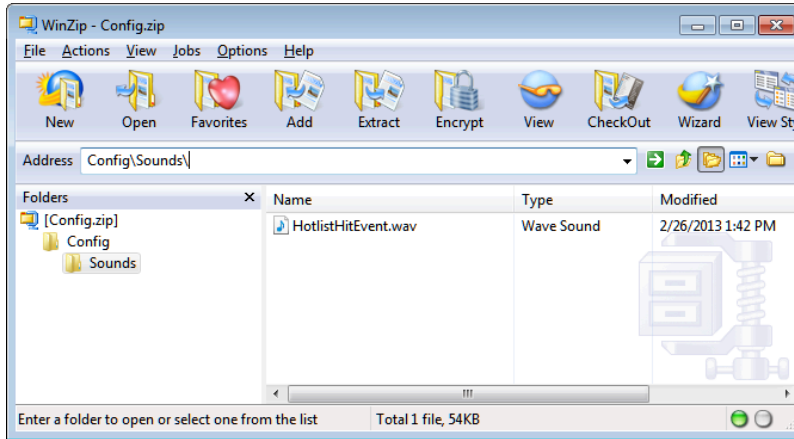 WinZip - Config.zip
File Actions View Jobs Options Help
New Open Favorites Add Extract Encrypt View CheckOut Wizard View St
Address Config\Sounds\
Folders Name Type Modified
[Config.zip] HotlistHitEvent.wav Wave Sound 2/26/2013 1:42 PM
Config
Sounds
Enter a folder to open or select one from the list Total 1 file, 54KB